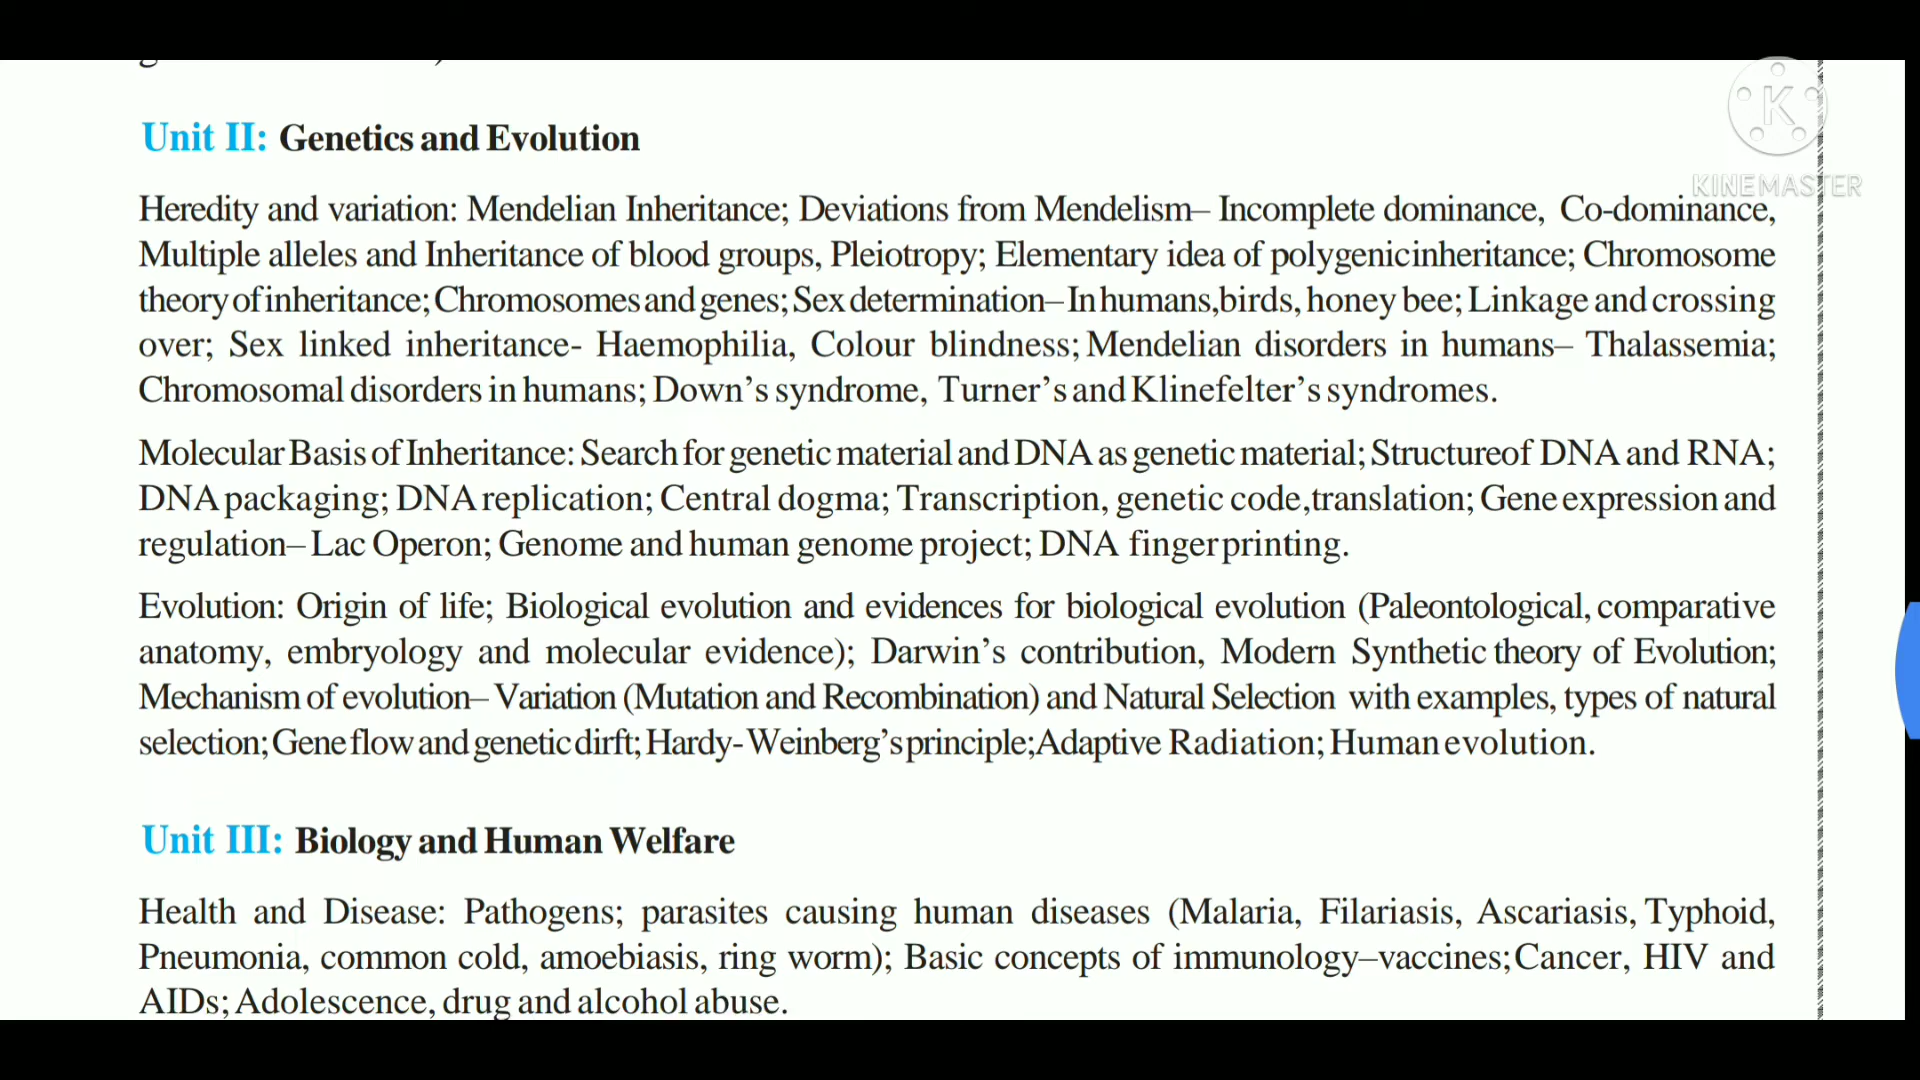 Unit II: Genetics and Evolution
KINEMASTER
Heredity and variation: Mendelian Inheritance; Deviations from Mendelism– Incomplete dominance, Co-dominance,
Multiple alleles and Inheritance of blood groups, Pleiotropy; Elementary idea of polygenicinheritance; Chromosome
theory of inheritance; Chromosomes and genes; Sex determination– In humans,birds, honey bee; Linkage and crossing
over; Sex linked inheritance- Haemophilia, Colour blindness; Mendelian disorders in humans– Thalassemia;
Chromosomal disorders in humans; Down's syndrome, Turner's and Klinefelter's syndromes.
Molecular Basis of Inheritance: Search for genetic material and DNA as genetic material; Structureof DNA and RNA;
DNA packaging; DNA replication; Central dogma; Transcription, genetic code,translation; Gene expression and
regulation– Lac Operon; Genome and human genome project; DNA finger printing.
Evolution: Origin of life; Biological evolution and evidences for biological evolution (Paleontological, comparative
anatomy, embryology and molecular evidence); Darwin's contribution, Modern Synthetic theory of Evolution;
Mechanism of evolution– Variation (Mutation and Recombination) and Natural Selection with examples, types of natural
selection; Gene flow and genetic dirft; Hardy-Weinberg's principle;Adaptive Radiation; Human evolution.
Unit III: Biology and Human Welfare
Health and Disease: Pathogens; parasites causing human diseases (Malaria, Filariasis, Ascariasis, Typhoid,
Pneumonia, common cold, amoebiasis, ring worm); Basic concepts of immunology–vaccines; Cancer, HIV and
AIDs; Adolescence, drug and alcohol abuse.